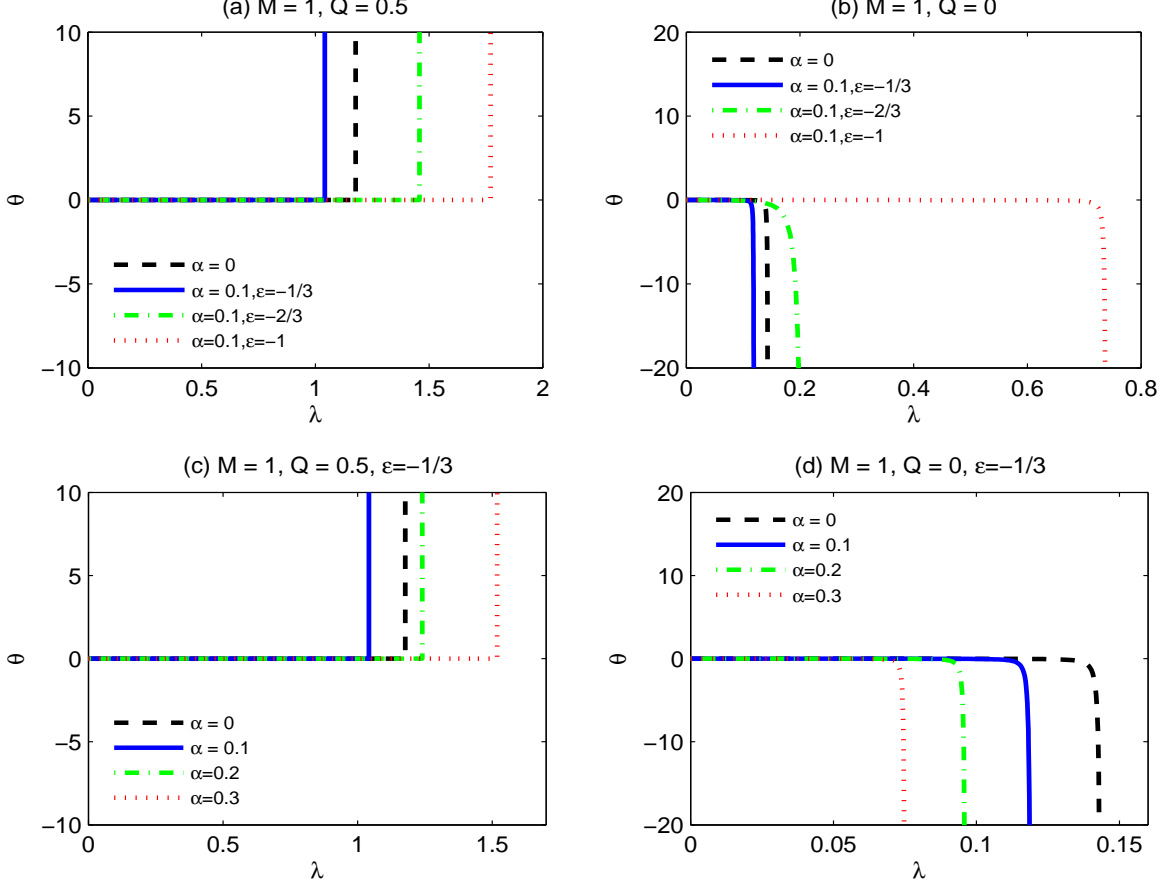 (a) M = 1, Q = 0.5
10
5
0
−5
−10
θ
α = 0
α = 0.1,ε=−1/3
α=0.1,ε=−2/3
α=0.1,ε=−1
0 0.5 1 1.5 2
λ
(b) M = 1, Q = 0
20
10
0
−10
−20
θ
α = 0
α = 0.1,ε=−1/3
α=0.1,ε=−2/3
α=0.1,ε=−1
0 0.2 0.4 0.6 0.8
λ
(c) M = 1, Q = 0.5, ε=−1/3
10
5
0
−5
−10
θ
α = 0
α = 0.1
α=0.2
α=0.3
0 0.5 1 1.5
λ
(d) M = 1, Q = 0, ε=−1/3
20
10
0
−10
−20
θ
α = 0
α = 0.1
α=0.2
α=0.3
0 0.05 0.1 0.15
λ